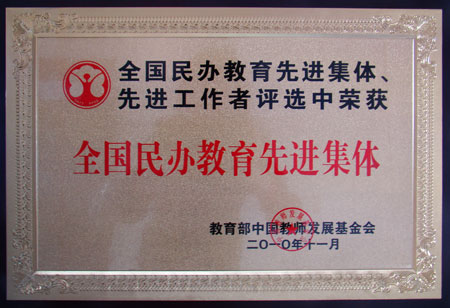 全国民办教育先进集体、
先进工作者评选中荣获
全国民办教育先进集体
教育部中国教师发展基金会
二〇一〇年十一月